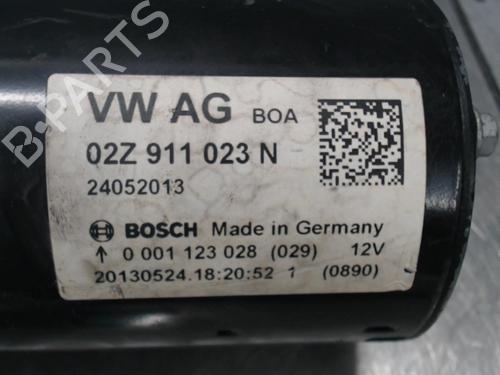 VW AG BOA
02Z 911 023 N
24052013
BOSCH Made in Germany
↑ 0 001 123 028 (029) 12V
20130524.18:20:52 1 (0890)
B-PARTS